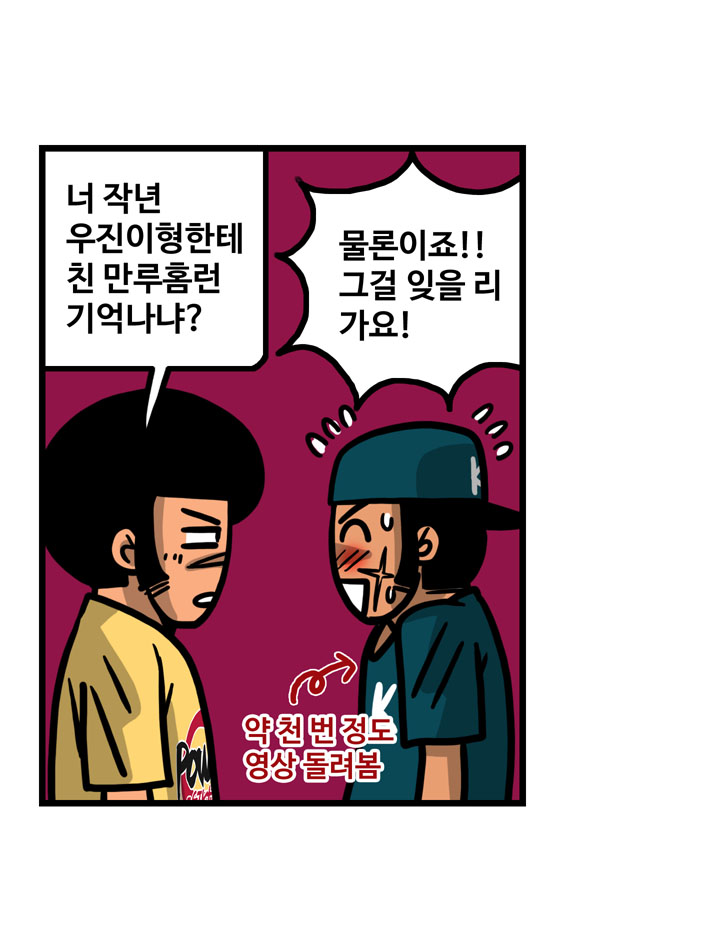 너 작년
우진이형한테
친 만루홈런
기억나냐?
물론이죠!!
그걸 잊을 리
가요!
K
K
약 천 번 정도
영상 돌려봄
POW